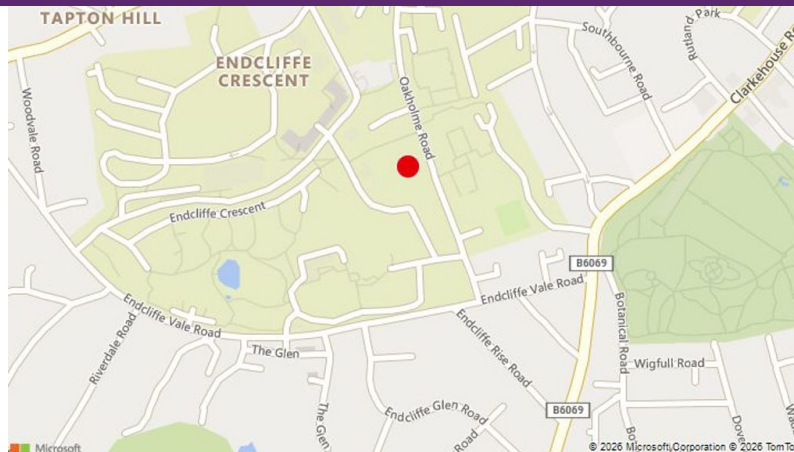 TAPTON HILL
ENDCLIFFE
CRESCENT
Park
Rutland
Southbourne Road
Clarkehouse
Woodvale Road
Oakholme Road
Endcliffe Crescent
B6069
Endcliffe Vale Road
Endcliffe Vale Road
Botanical Road
Riverdale Road
The Glen
Endcliffe Rise Road
Wigfull Road
The Glen
Endcliffe Glen Road
B6069
Road
Microsoft
© 2026 Microsoft Corporation © 2026 TomTo